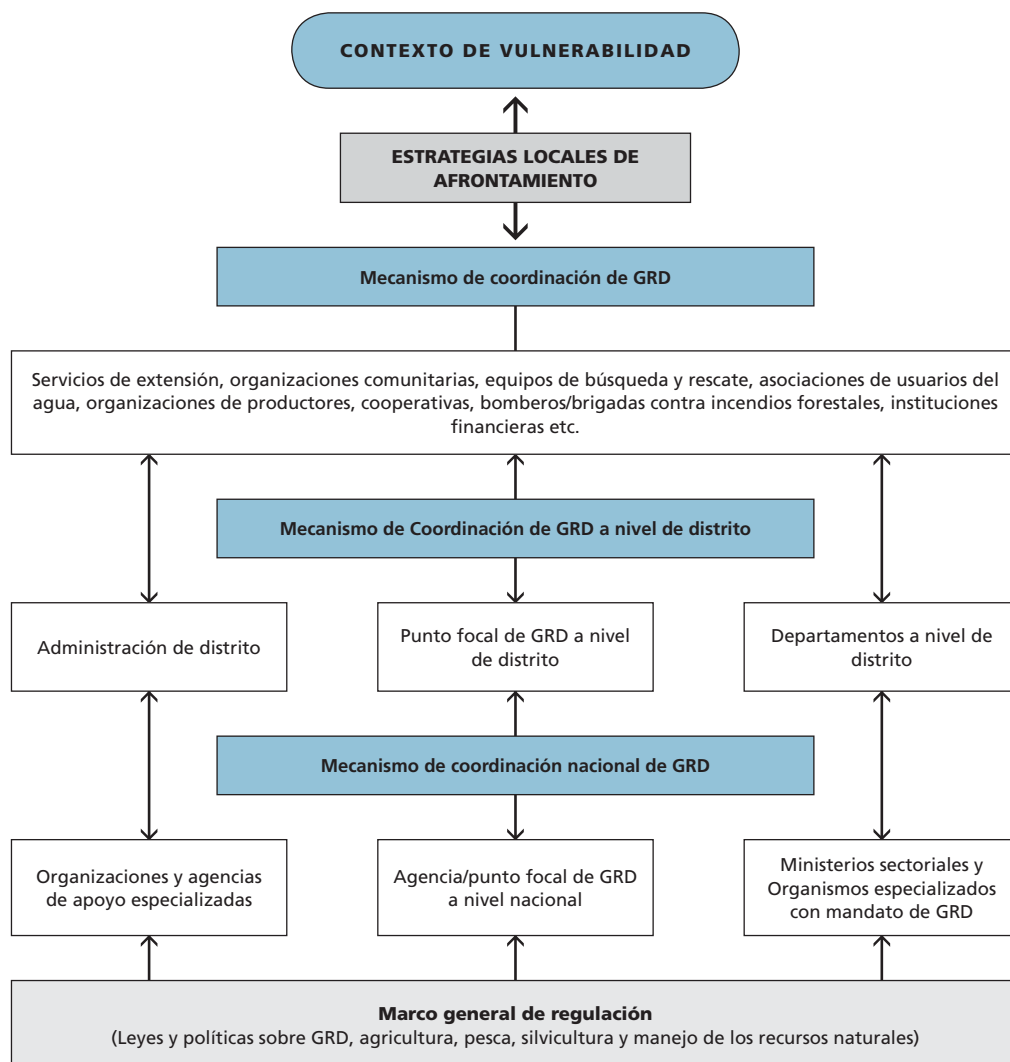 CONTEXTO DE VULNERABILIDAD
ESTRATEGIAS LOCALES DE
AFRONTAMIENTO
Mecanismo de coordinación de GRD
Servicios de extensión, organizaciones comunitarias, equipos de búsqueda y rescate, asociaciones de usuarios del
agua, organizaciones de productores, cooperativas, bomberos/brigadas contra incendios forestales, instituciones
financieras etc.
Mecanismo de Coordinación de GRD a nivel de distrito
Administración de distrito
Punto focal de GRD a nivel
de distrito
Departamentos a nivel de
distrito
Mecanismo de coordinación nacional de GRD
Organizaciones y agencias
de apoyo especializadas
Agencia/punto focal de GRD
a nivel nacional
Ministerios sectoriales y
Organismos especializados
con mandato de GRD
Marco general de regulación
(Leyes y políticas sobre GRD, agricultura, pesca, silvicultura y manejo de los recursos naturales)